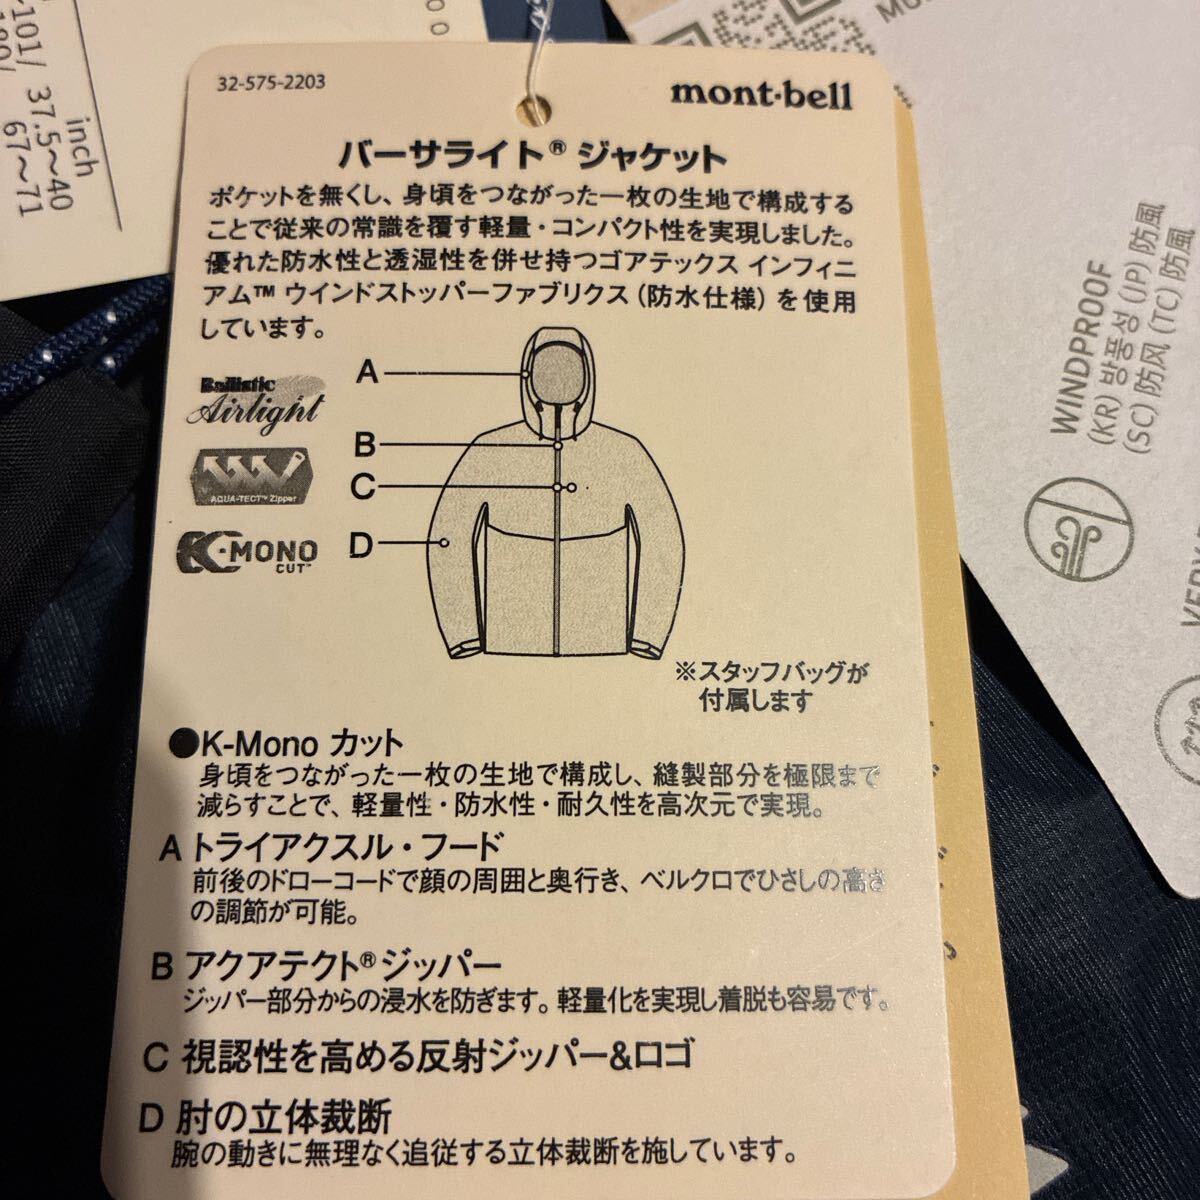 32-575-2203
mont·bell
バーサライト® ジャケット
ポケットを無くし、身頃をつながった一枚の生地で構成する
ことで従来の常識を覆す軽量・コンパクト性を実現しました。
優れた防水性と透湿性を併せ持つゴアテックス インフィニ
アム™ ウインドストッパーファブリクス（防水仕様）を使用
しています。
Ballistic
Airlight
AQUA-TECT™ Zipper
K-MONO
CUT™
A
B
C
D
※スタッフバッグが
付属します
●K-Mono カット
身頃をつながった一枚の生地で構成し、縫製部分を極限まで
減らすことで、軽量性・防水性・耐久性を高次元で実現。
A トライアクスル・フード
前後のドローコードで顔の周囲と奥行き、ベルクロでひさしの高さ
の調節が可能。
B アクアテクト®ジッパー
ジッパー部分からの浸水を防ぎます。軽量化を実現し着脱も容易です。
C 視認性を高める反射ジッパー&ロゴ
D 肘の立体裁断
腕の動きに無理なく追従する立体裁断を施しています。
inch
37.5～40
67～71
WINDPROOF
(KR) 방풍성 (JP) 防風
(SC) 防风 (TC) 防風